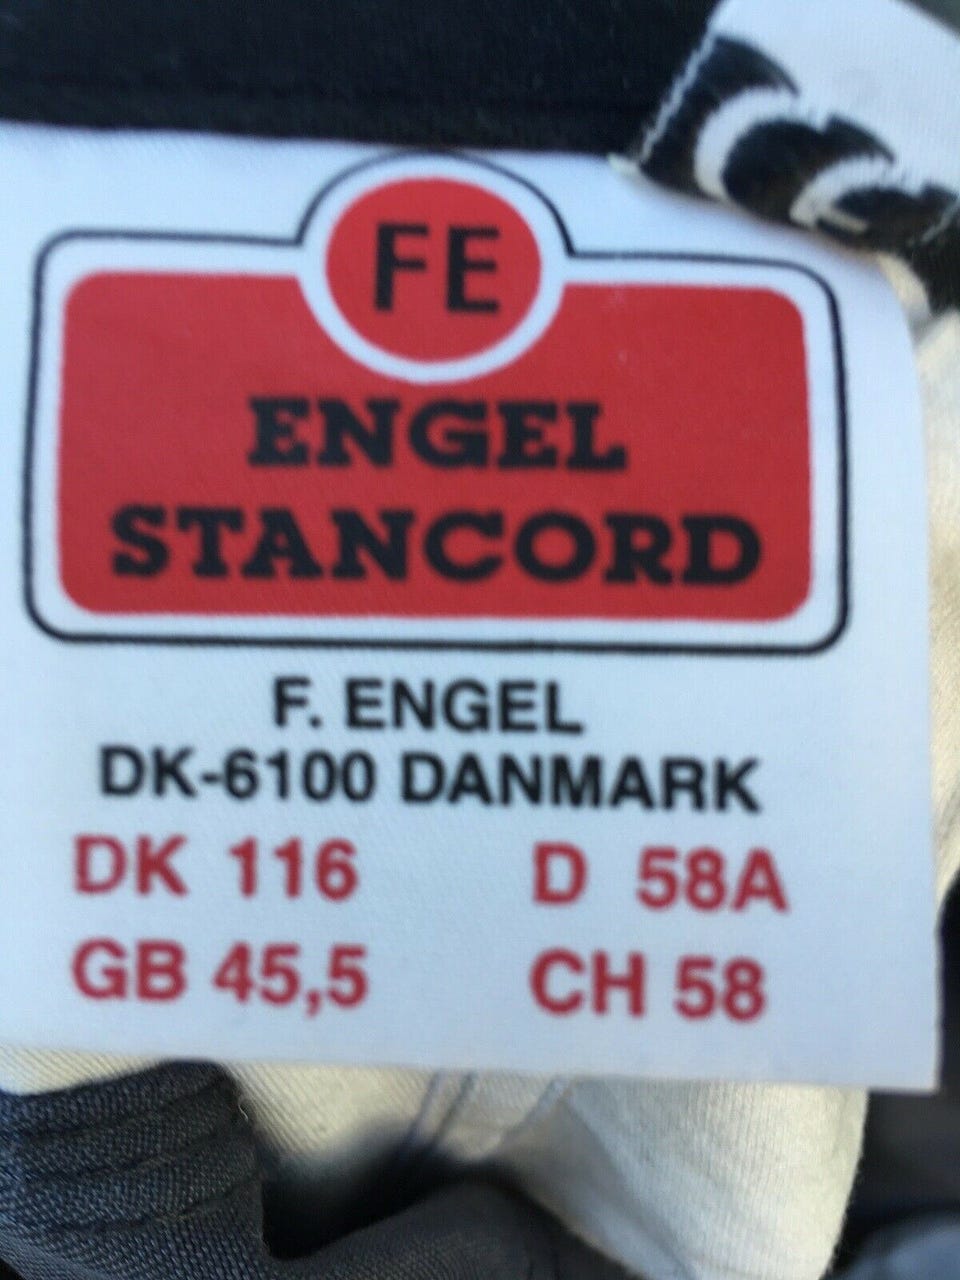 FE
ENGEL
STANCORD
F. ENGEL
DK-6100 DANMARK
DK 116 D 58A
GB 45,5 CH 58